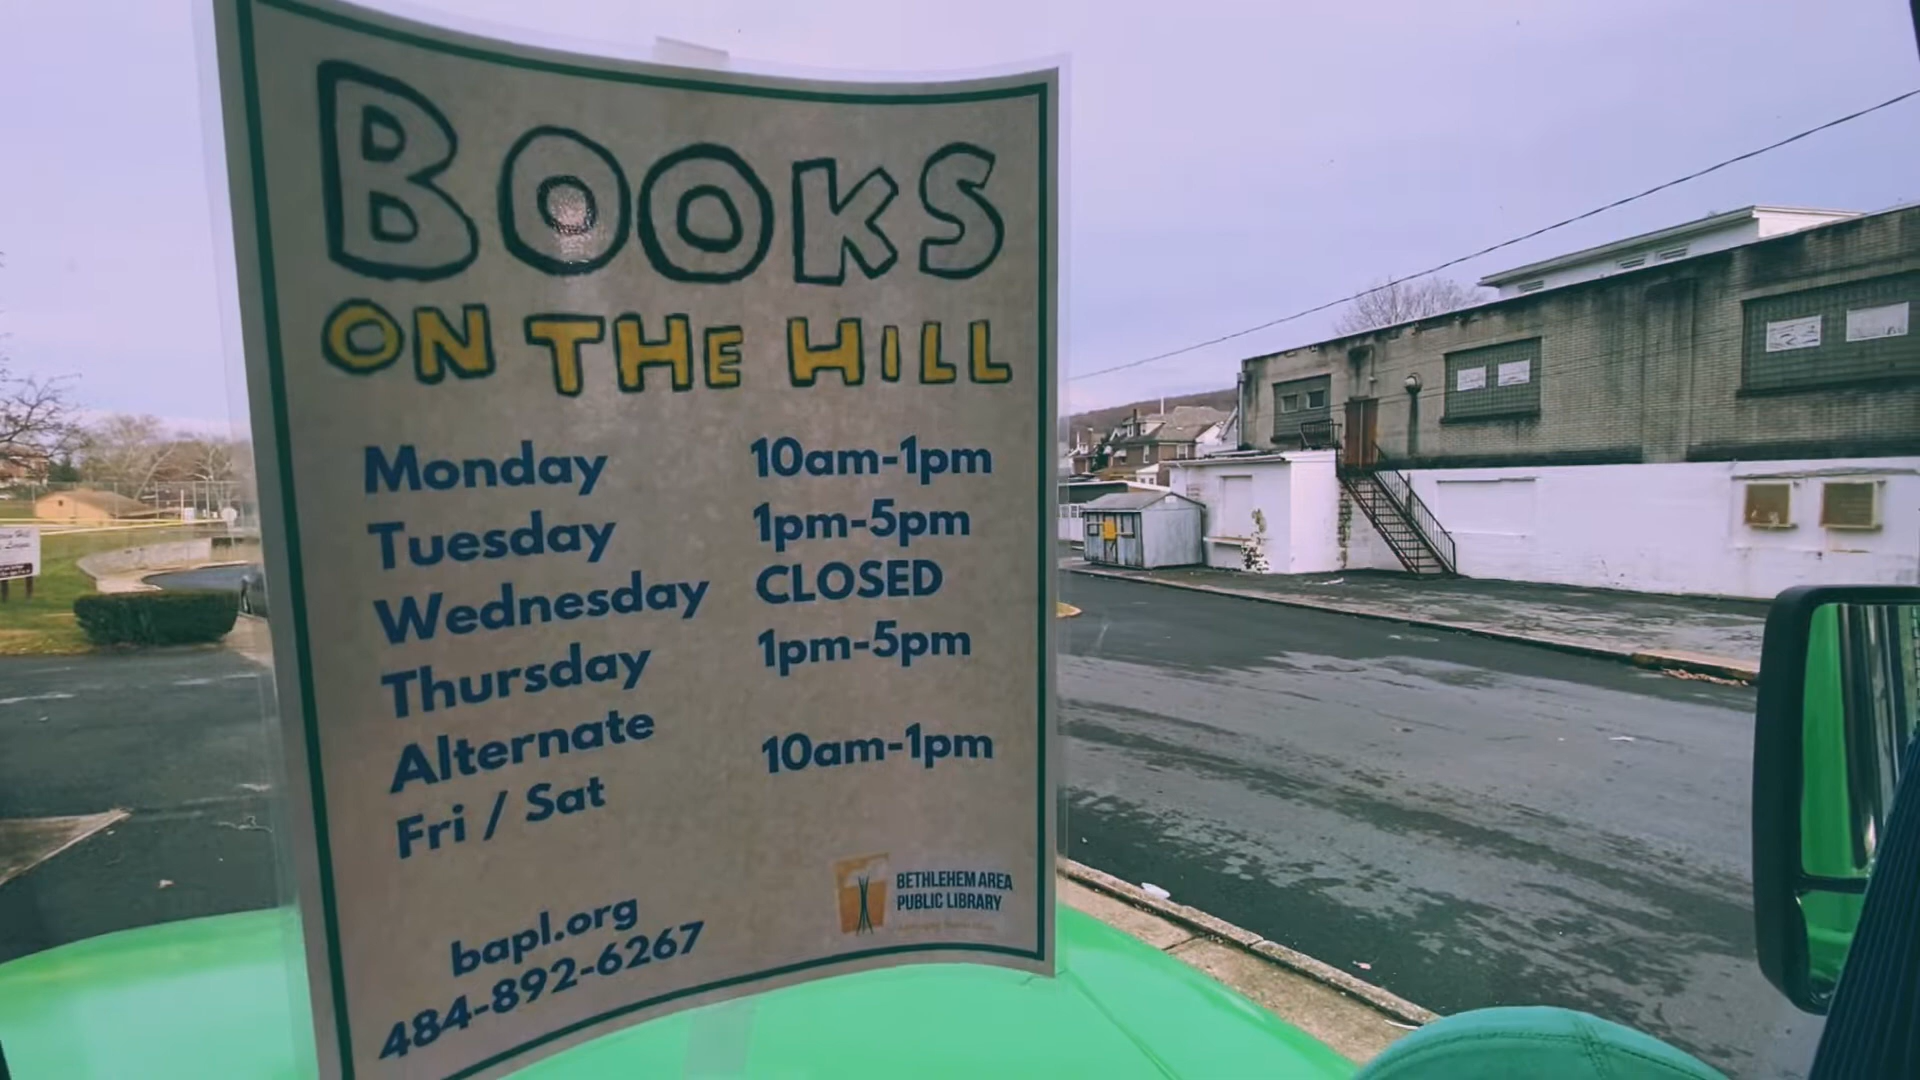 BOOKS
ON THE HILL
Monday 10am-1pm
Tuesday 1pm-5pm
Wednesday CLOSED
Thursday 1pm-5pm
Alternate
Fri / Sat 10am-1pm
bapl.org
484-892-6267
BETHLEHEM AREA
PUBLIC LIBRARY